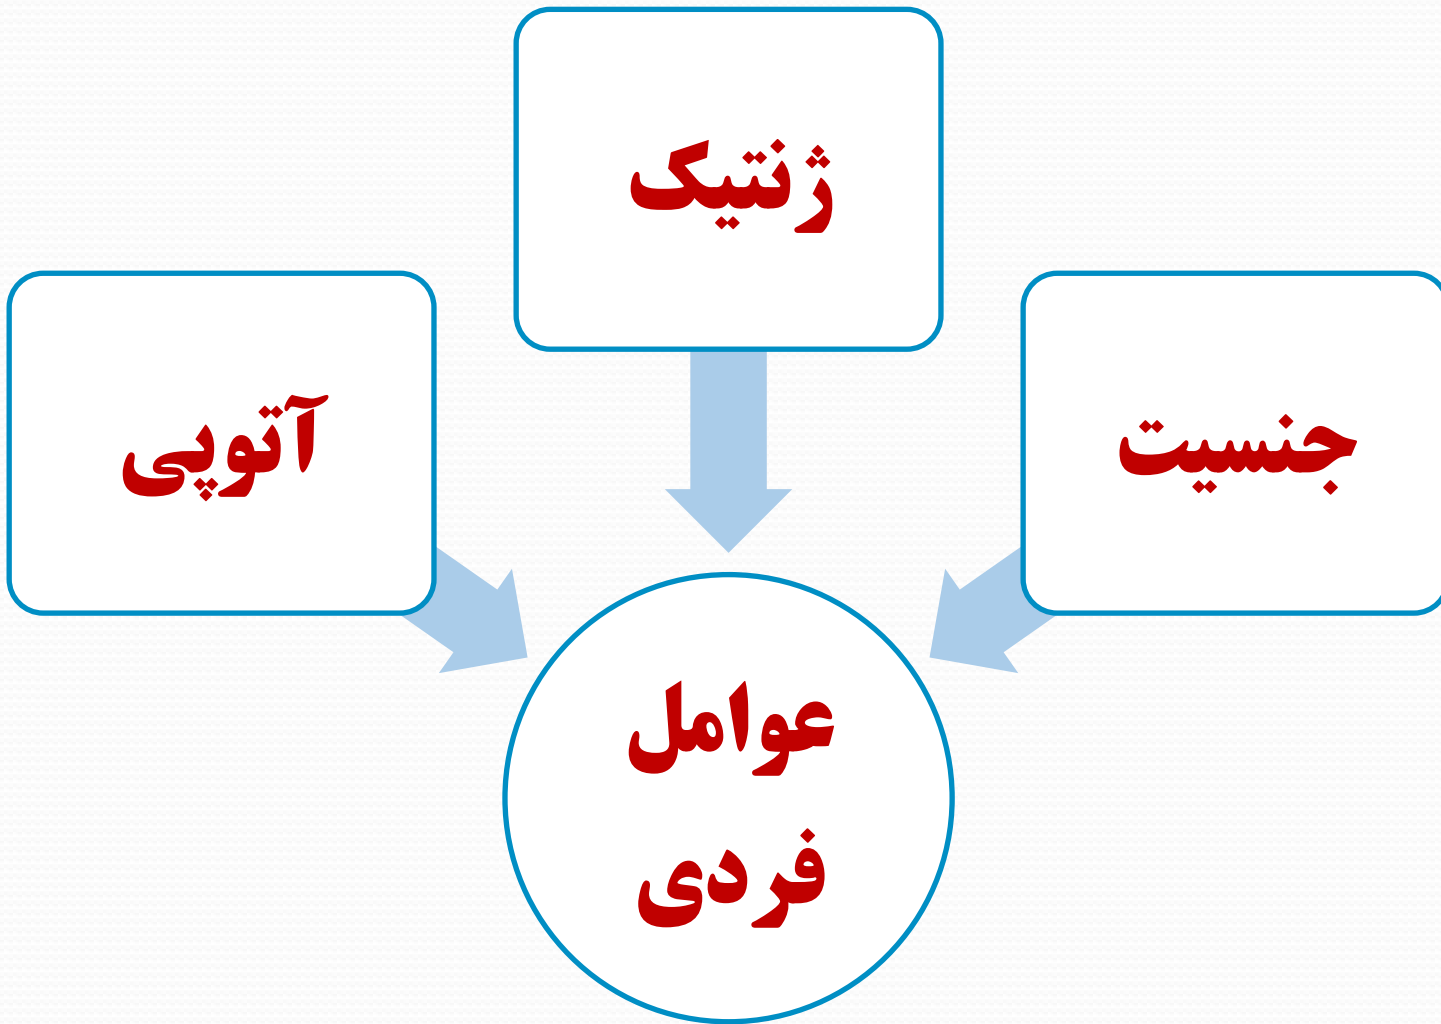 ژنتیک
جنسیت
آتوپی
عوامل
فردی